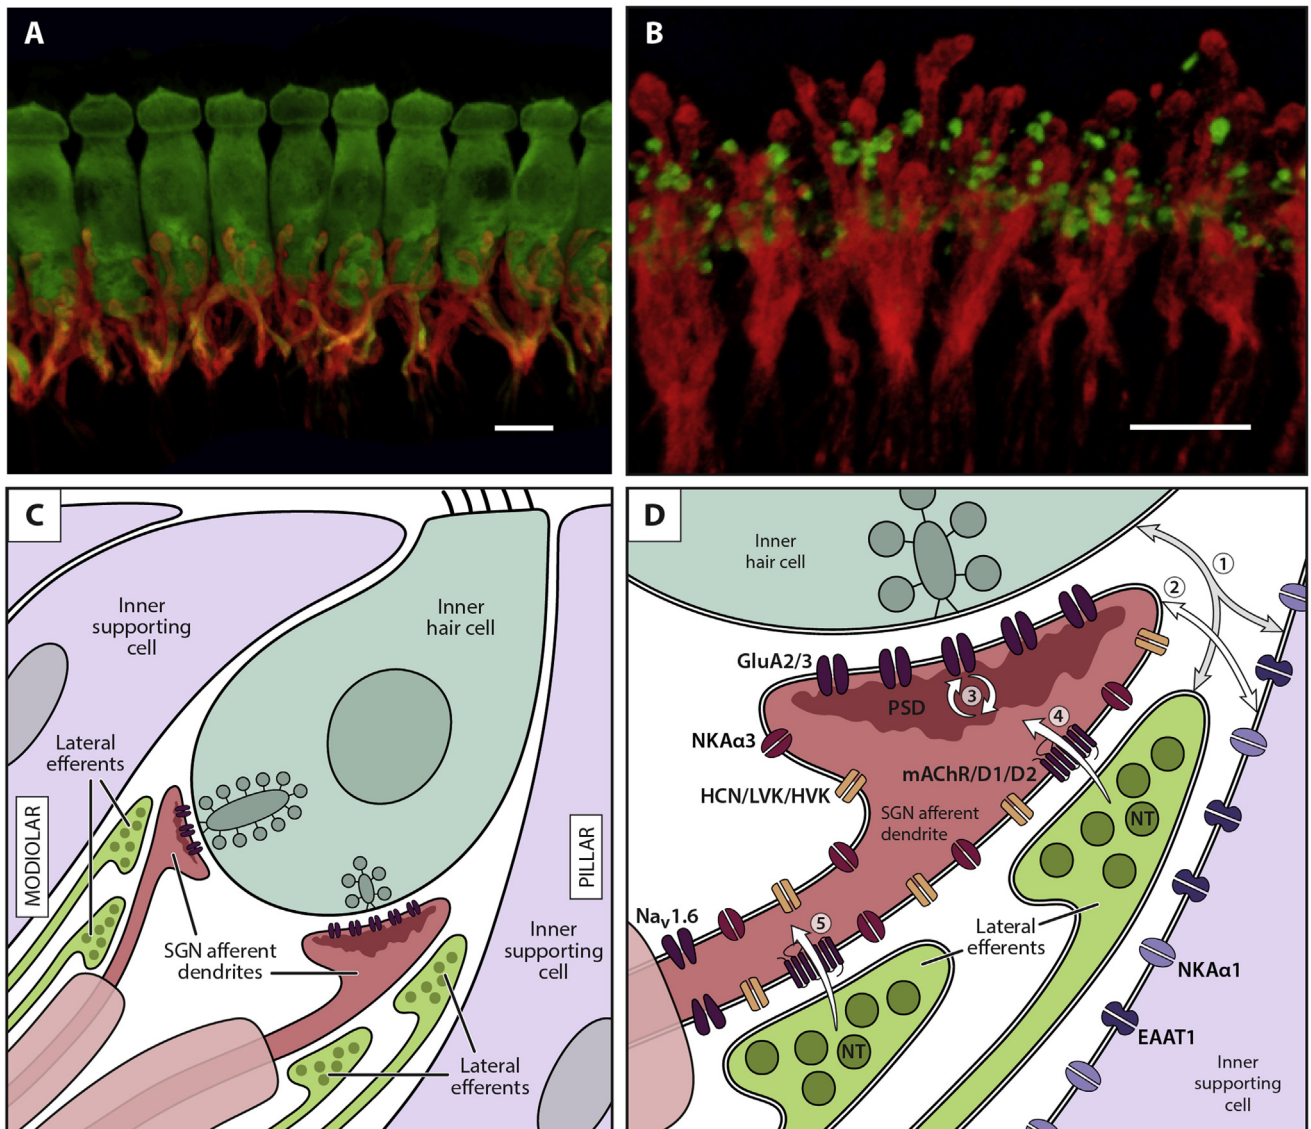 A
B
C
Inner
supporting
cell
Inner
hair cell
Lateral
efferents
MODIOLAR
PILLAR
SGN afferent
dendrites
Inner
supporting
cell
Lateral
efferents
D
Inner
hair cell
1
2
GluA2/3
3
PSD
4
NKAα3
mAChR/D1/D2
HCN/LVK/HVK
SGN afferent
dendrite
NT
Nav1.6
5
Lateral
efferents
NKAα1
NT
EAAT1
Inner
supporting
cell